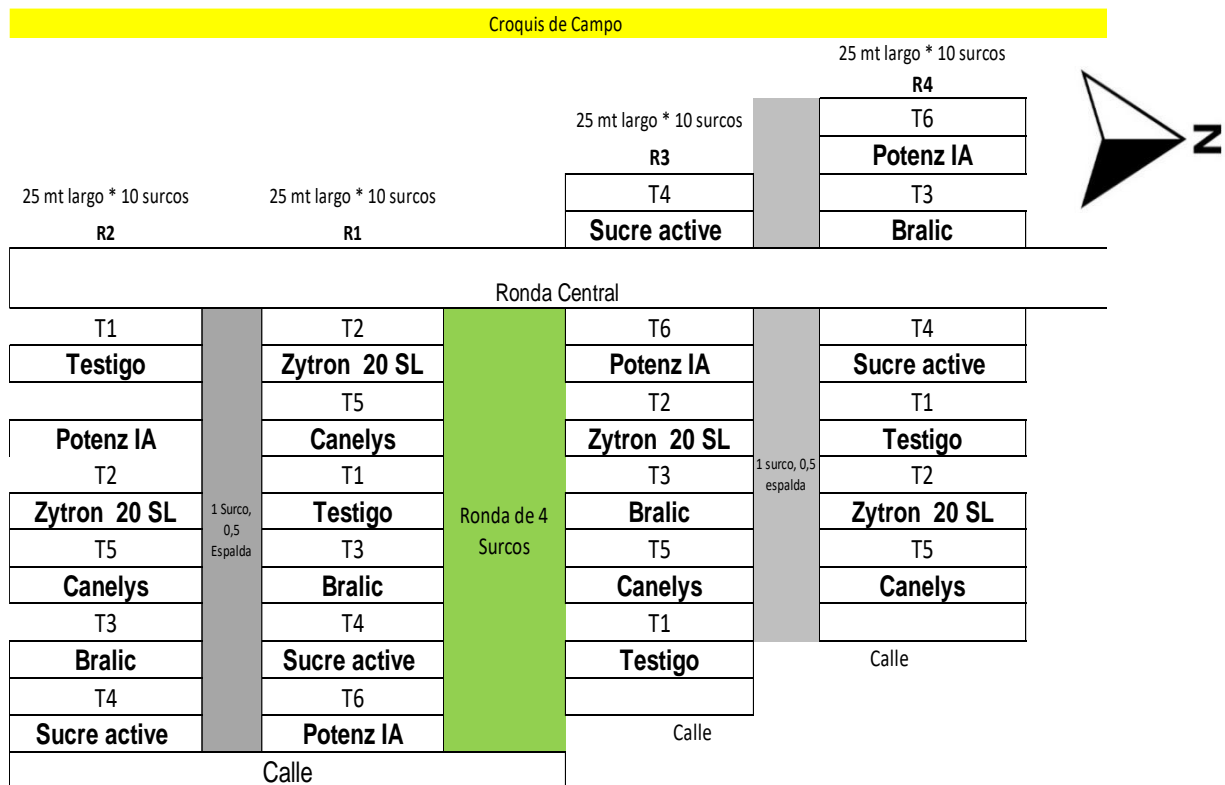 Croquis de Campo
25 mt largo * 10 surcos
R4
T6
25 mt largo * 10 surcos
Potenz IA
R3
T4
T3
25 mt largo * 10 surcos
25 mt largo * 10 surcos
Sucre active
Bralic
R2
R1
N
Ronda Central
T1
T2
T6
T4
Testigo
Zytron 20 SL
Potenz IA
Sucre active
T5
T2
T1
Potenz IA
Canelys
Zytron 20 SL
Testigo
T2
T1
T3
T2
1 surco, 0,5
espalda
Zytron 20 SL
Testigo
Bralic
Zytron 20 SL
1 Surco,
0,5
Espalda
Ronda de 4
Surcos
T5
T3
T5
T5
Canelys
Bralic
Canelys
Canelys
T3
T4
T1
Bralic
Sucre active
Testigo
Calle
T4
T6
Sucre active
Potenz IA
Calle
Calle